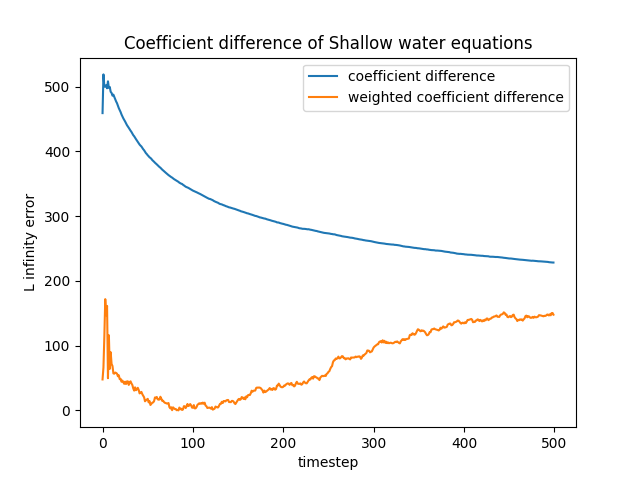 Coefficient difference of Shallow water equations
coefficient difference
weighted coefficient difference
L infinity error
500
400
300
200
100
0
0 100 200 300 400 500
timestep